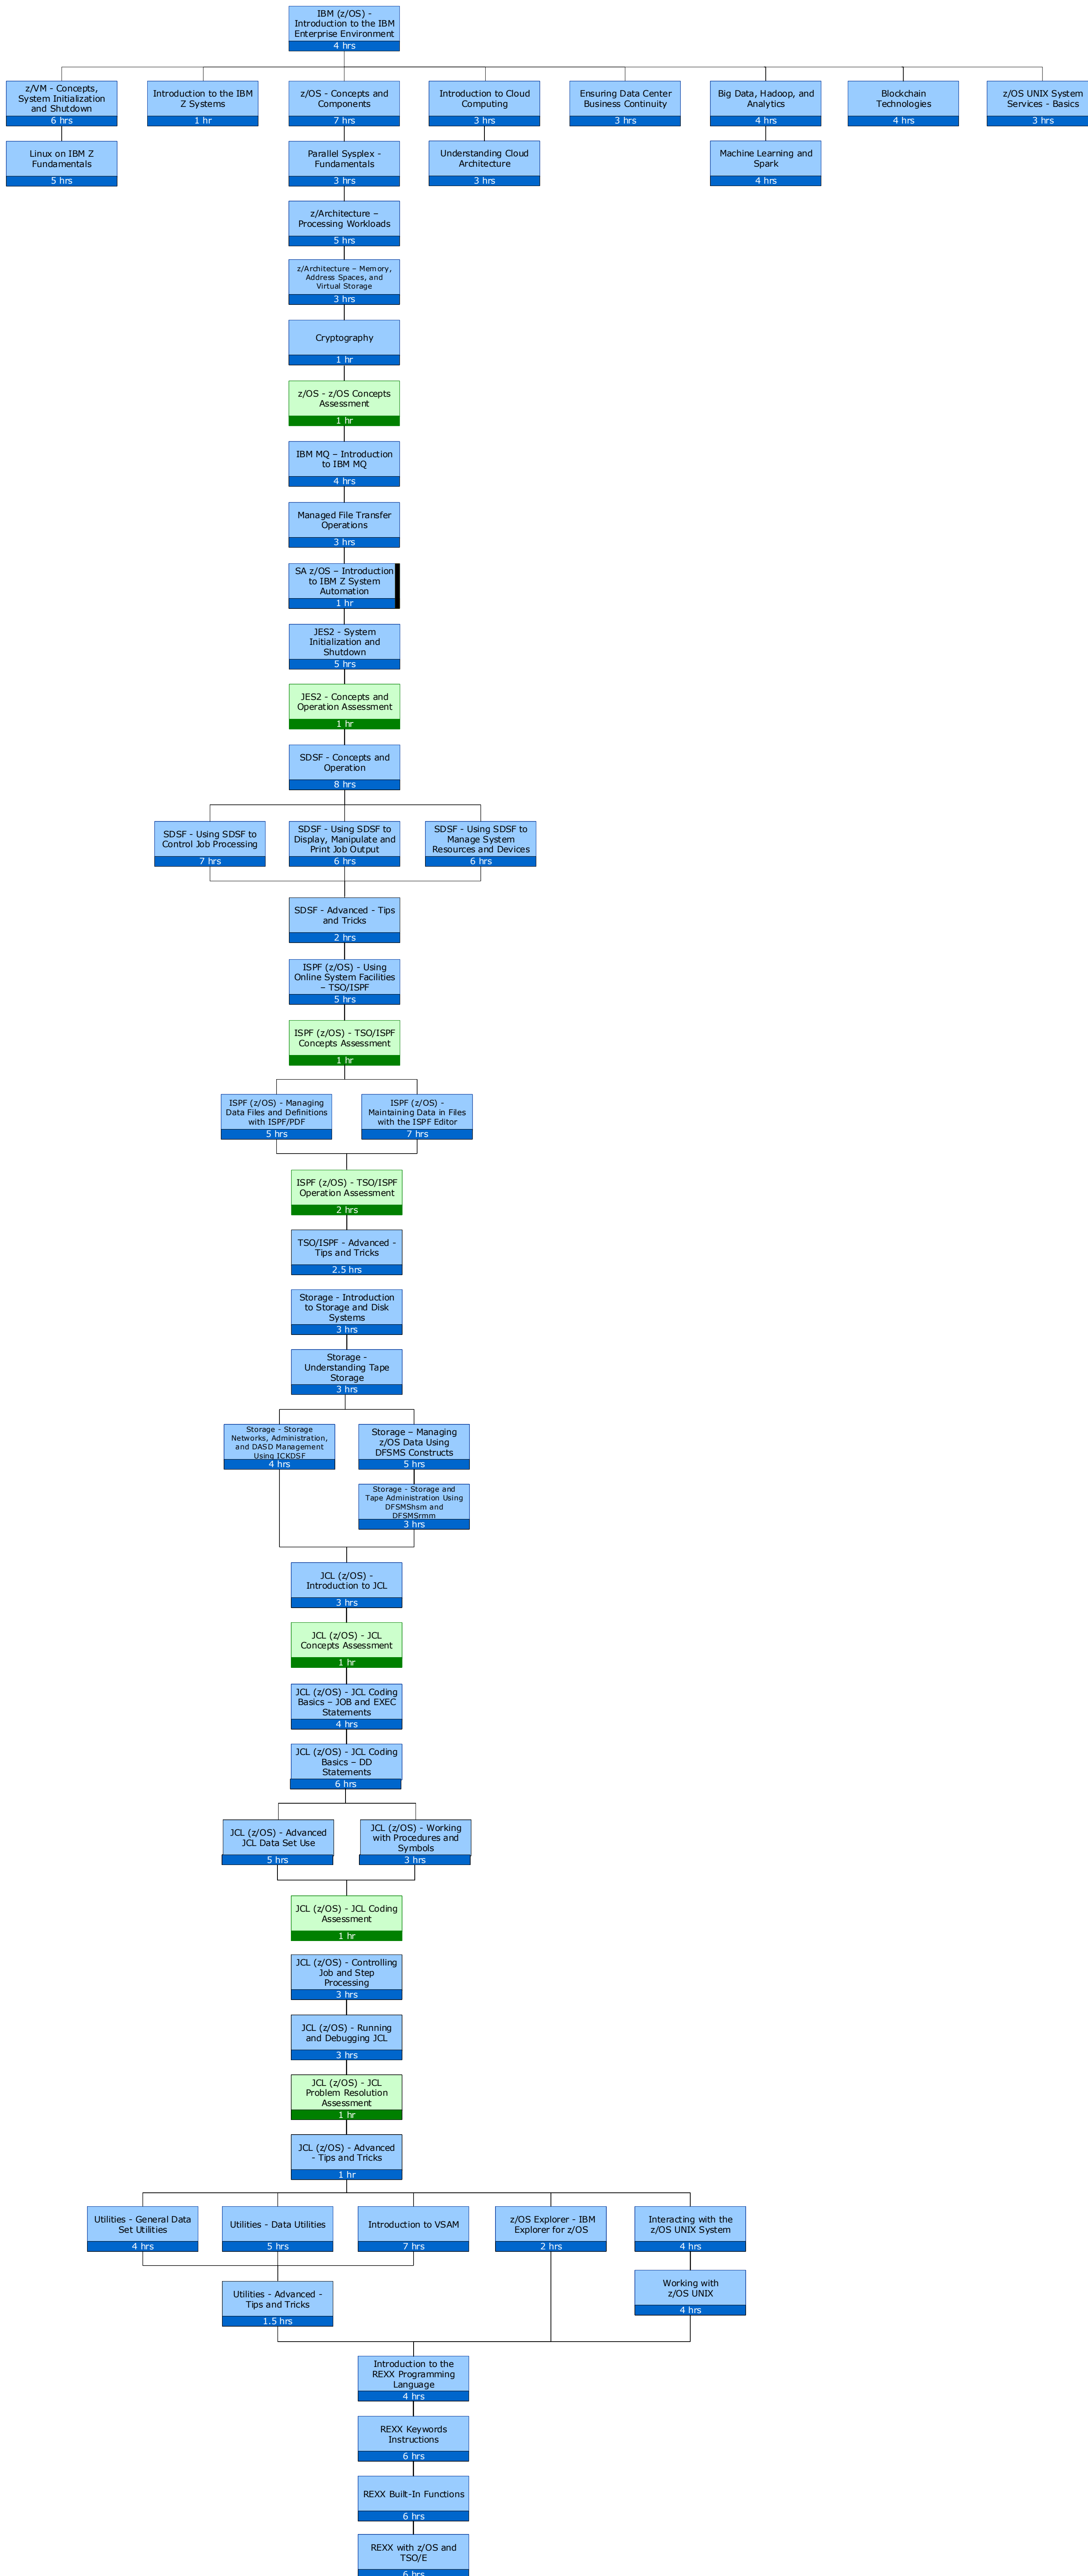 IBM (z/OS) -
Introduction to the IBM
Enterprise Environment
4 hrs
z/VM - Concepts,
System Initialization
and Shutdown
6 hrs
Introduction to the IBM
Z Systems
1 hr
z/OS - Concepts and
Components
7 hrs
Introduction to Cloud
Computing
3 hrs
Ensuring Data Center
Business Continuity
3 hrs
Big Data, Hadoop, and
Analytics
4 hrs
Blockchain
Technologies
4 hrs
z/OS UNIX System
Services - Basics
3 hrs
Linux on IBM Z
Fundamentals
5 hrs
Parallel Sysplex -
Fundamentals
3 hrs
Understanding Cloud
Architecture
3 hrs
Machine Learning and
Spark
4 hrs
z/Architecture –
Processing Workloads
5 hrs
z/Architecture – Memory,
Address Spaces, and
Virtual Storage
3 hrs
Cryptography
1 hr
z/OS - z/OS Concepts
Assessment
1 hr
IBM MQ – Introduction
to IBM MQ
4 hrs
Managed File Transfer
Operations
3 hrs
SA z/OS – Introduction
to IBM Z System
Automation
1 hr
JES2 - System
Initialization and
Shutdown
5 hrs
JES2 - Concepts and
Operation Assessment
1 hr
SDSF - Concepts and
Operation
8 hrs
SDSF - Using SDSF to
Control Job Processing
7 hrs
SDSF - Using SDSF to
Display, Manipulate and
Print Job Output
6 hrs
SDSF - Using SDSF to
Manage System
Resources and Devices
6 hrs
SDSF - Advanced - Tips
and Tricks
2 hrs
ISPF (z/OS) - Using
Online System Facilities
– TSO/ISPF
5 hrs
ISPF (z/OS) - TSO/ISPF
Concepts Assessment
1 hr
ISPF (z/OS) - Managing
Data Files and Definitions
with ISPF/PDF
5 hrs
ISPF (z/OS) -
Maintaining Data in Files
with the ISPF Editor
7 hrs
ISPF (z/OS) - TSO/ISPF
Operation Assessment
2 hrs
TSO/ISPF - Advanced -
Tips and Tricks
2.5 hrs
Storage - Introduction
to Storage and Disk
Systems
3 hrs
Storage -
Understanding Tape
Storage
3 hrs
Storage - Storage
Networks, Administration,
and DASD Management
Using ICKDSF
4 hrs
Storage – Managing
z/OS Data Using
DFSMS Constructs
5 hrs
Storage - Storage and
Tape Administration Using
DFSMShsm and
DFSMSrmm
3 hrs
JCL (z/OS) -
Introduction to JCL
3 hrs
JCL (z/OS) - JCL
Concepts Assessment
1 hr
JCL (z/OS) - JCL Coding
Basics – JOB and EXEC
Statements
4 hrs
JCL (z/OS) - JCL Coding
Basics – DD
Statements
6 hrs
JCL (z/OS) - Advanced
JCL Data Set Use
5 hrs
JCL (z/OS) - Working
with Procedures and
Symbols
3 hrs
JCL (z/OS) - JCL Coding
Assessment
1 hr
JCL (z/OS) - Controlling
Job and Step
Processing
3 hrs
JCL (z/OS) - Running
and Debugging JCL
3 hrs
JCL (z/OS) - JCL
Problem Resolution
Assessment
1 hr
JCL (z/OS) - Advanced
- Tips and Tricks
1 hr
Utilities - General Data
Set Utilities
4 hrs
Utilities - Data Utilities
5 hrs
Introduction to VSAM
7 hrs
z/OS Explorer - IBM
Explorer for z/OS
2 hrs
Interacting with the
z/OS UNIX System
4 hrs
Utilities - Advanced -
Tips and Tricks
1.5 hrs
Working with
z/OS UNIX
4 hrs
Introduction to the
REXX Programming
Language
4 hrs
REXX Keywords
Instructions
6 hrs
REXX Built-In Functions
6 hrs
REXX with z/OS and
TSO/E
6 hrs